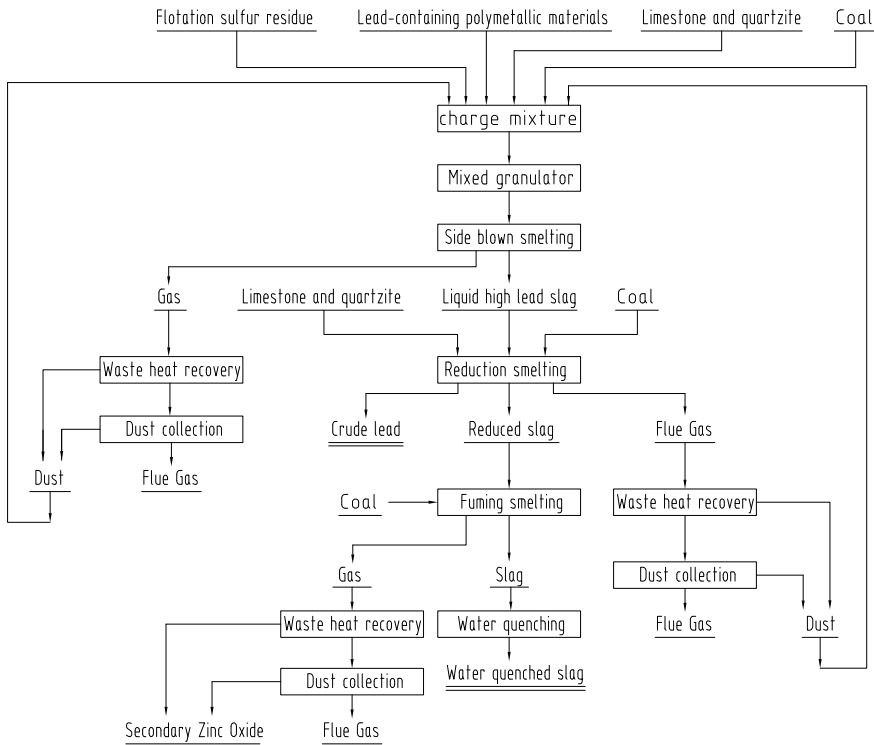 Flotation sulfur residue
Lead-containing polymetallic materials
Limestone and quartzite
Coal
charge mixture
Mixed granulator
Side blown smelting
Gas
Limestone and quartzite
Liquid high lead slag
Coal
Waste heat recovery
Reduction smelting
Dust collection
Crude lead
Reduced slag
Flue Gas
Dust
Flue Gas
Coal
Fuming smelting
Waste heat recovery
Gas
Slag
Dust collection
Waste heat recovery
Water quenching
Flue Gas
Dust
Dust collection
Water quenched slag
Secondary Zinc Oxide
Flue Gas